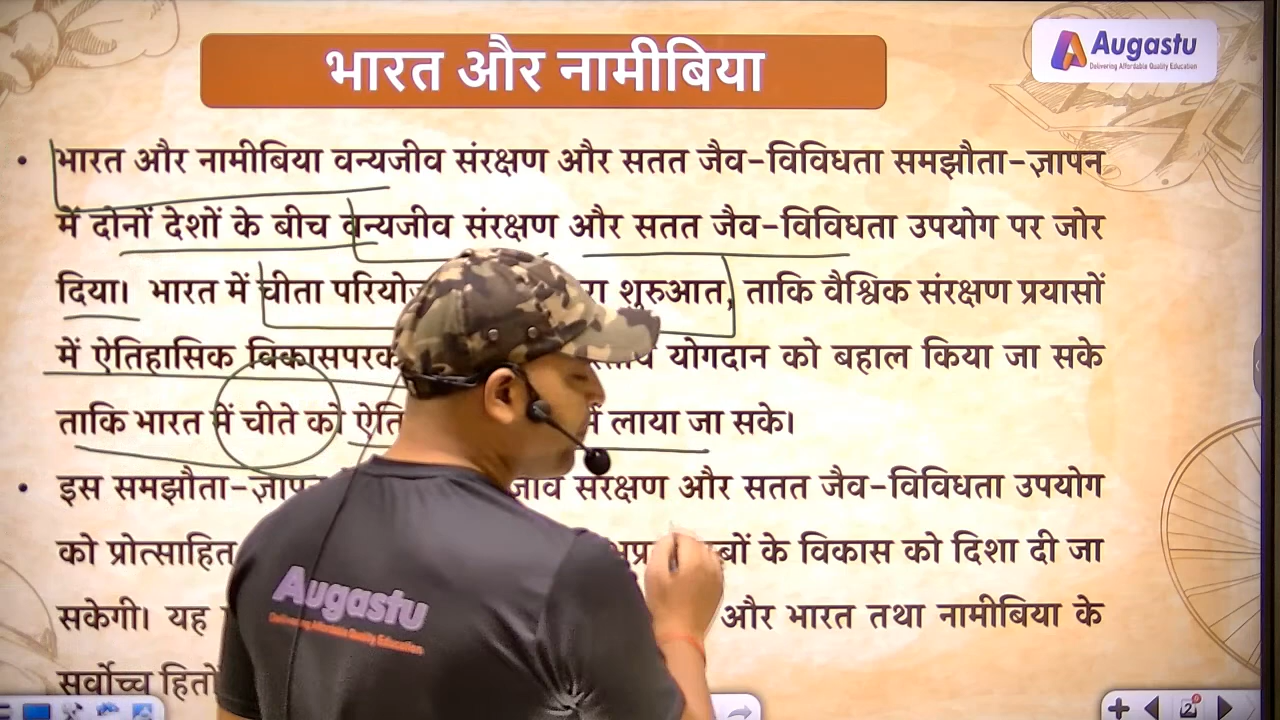 भारत और नामीबिया
Augastu
Delivering Affordable Quality Education
• भारत और नामीबिया वन्यजीव संरक्षण और सतत जैव-विविधता समझौता-ज्ञापन
में दोनों देशों के बीच वन्यजीव संरक्षण और सतत जैव-विविधता उपयोग पर जोर
दिया। भारत में चीता शुरुआत, ताकि वैश्विक संरक्षण प्रयासों
में ऐतिहासिक योगदान को बहाल किया जा सके
ताकि भारत में चीते को में लाया जा सके।
• इस संरक्षण और सतत जैव-विविधता उपयोग
को प्रोत्साहित के विकास को दिशा दी जा
सकेगी। यह और भारत तथा नामीबिया के
सर्वोच्च
Augastu
Delivering Affordable Quality Education
2